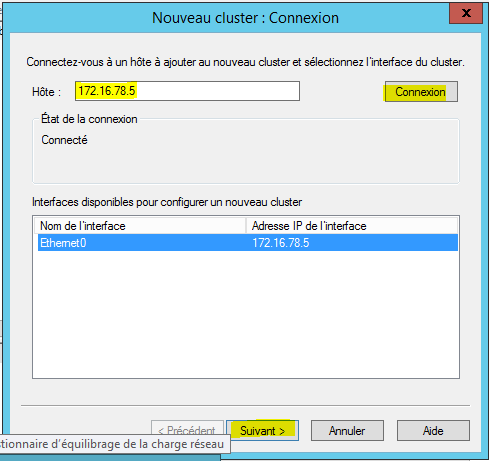 Nouveau cluster : Connexion
x
Connectez-vous à un hôte à ajouter au nouveau cluster et sélectionnez l'interface du cluster.
Hôte : 172.16.78.5 Connexion
État de la connexion
Connecté
Interfaces disponibles pour configurer un nouveau cluster
Nom de l'interface Adresse IP de l'interface
Ethernet0 172.16.78.5
< Précédent Suivant > Annuler Aide
stionnaire d'équilibrage de la charge réseau